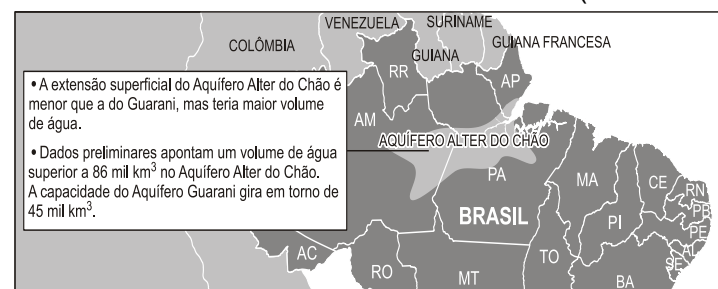 VENEZUELA
SURINAME
COLÔMBIA
GUIANA
GUIANA FRANCESA
RR
AP
• A extensão superficial do Aquífero Alter do Chão é
menor que a do Guarani, mas teria maior volume
de água.
• Dados preliminares apontam um volume de água
superior a 86 mil km³ no Aquífero Alter do Chão.
A capacidade do Aquífero Guarani gira em torno de
45 mil km³.
AM
AQUÍFERO ALTER DO CHÃO
PA
MA
CE
RN
PB
PE
AL
SE
PI
BRASIL
AC
RO
MT
TO
BA